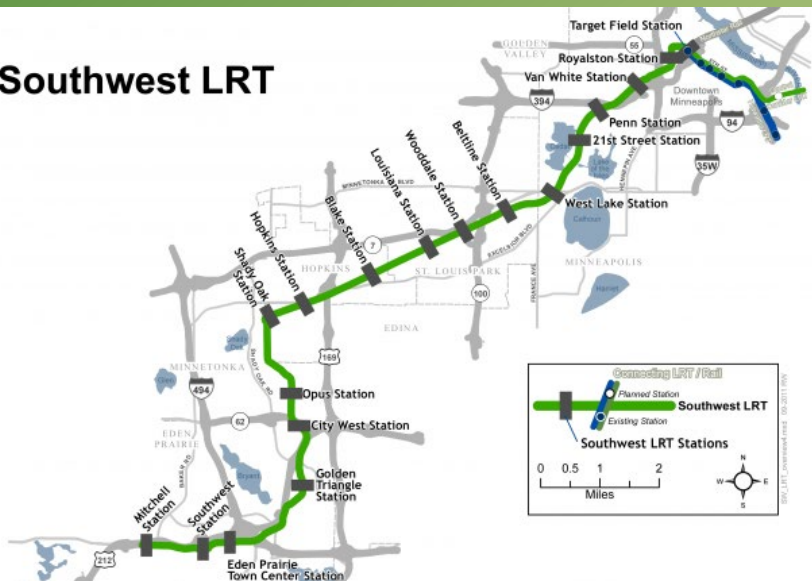 Southwest LRT
Target Field Station
GOLDEN
VALLEY
55
Royalston Station
Van White Station
394
Downtown
Minneapolis
Penn Station
94
21st Street Station
35W
HENNEPIN AVE
Beltline Station
Wooddale Station
Louisiana Station
MINNETONKA BLVD
West Lake Station
Calhoun
Blake Station
7
EXCELSIOR BLVD
MINNEAPOLIS
Hopkins Station
HOPKINS
ST. LOUIS PARK
FRANCE AVE
Harriet
Shady Oak
Station
100
EDINA
169
SHADY OAK RD
MINNETONKA
494
Opus Station
62
City West Station
EDEN
PRAIRIE
BAKER RD
Bryant
Golden
Triangle
Station
Mitchell
Station
Southwest
Station
212
Eden Prairie
Town Center Station
Connecting LRT / Rail
Planned Station
Southwest LRT
Existing Station
Southwest LRT Stations
0 0.5 1 2
Miles
N
W E
S